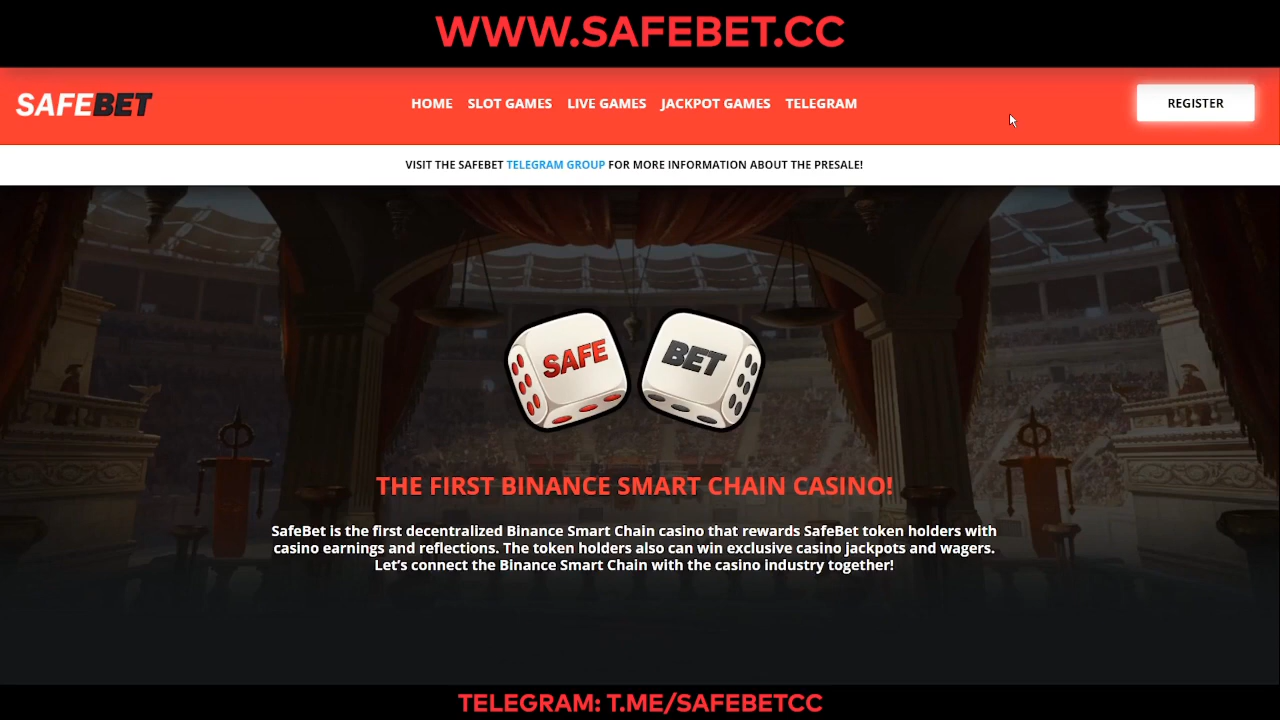 WWW.SAFEBET.CC
SAFEBET
HOME SLOT GAMES LIVE GAMES JACKPOT GAMES TELEGRAM
REGISTER
VISIT THE SAFEBET TELEGRAM GROUP FOR MORE INFORMATION ABOUT THE PRESALE!
SAFE BET
THE FIRST BINANCE SMART CHAIN CASINO!
SafeBet is the first decentralized Binance Smart Chain casino that rewards SafeBet token holders with
casino earnings and reflections. The token holders also can win exclusive casino jackpots and wagers.
Let’s connect the Binance Smart Chain with the casino industry together!
TELEGRAM: T.ME/SAFEBETCC